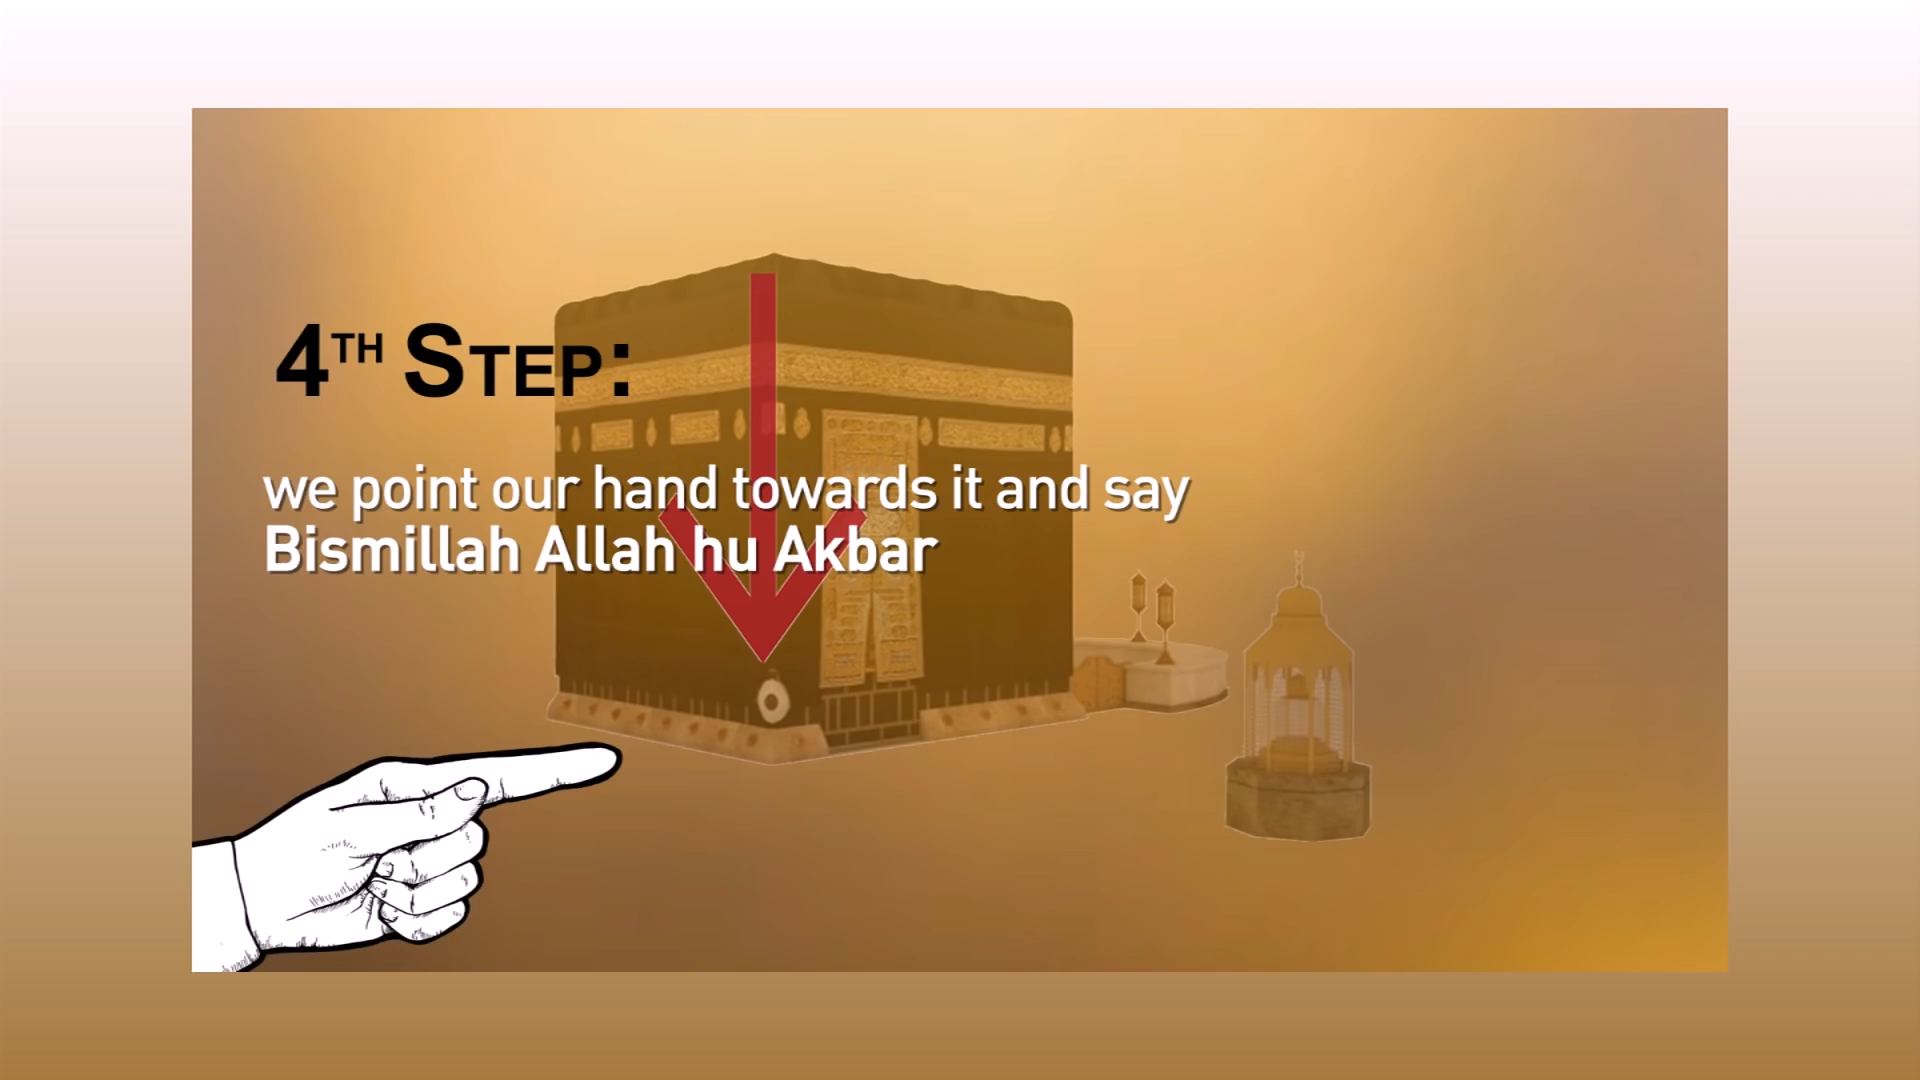 4TH STEP:
we point our hand towards it and say
Bismillah Allah hu Akbar